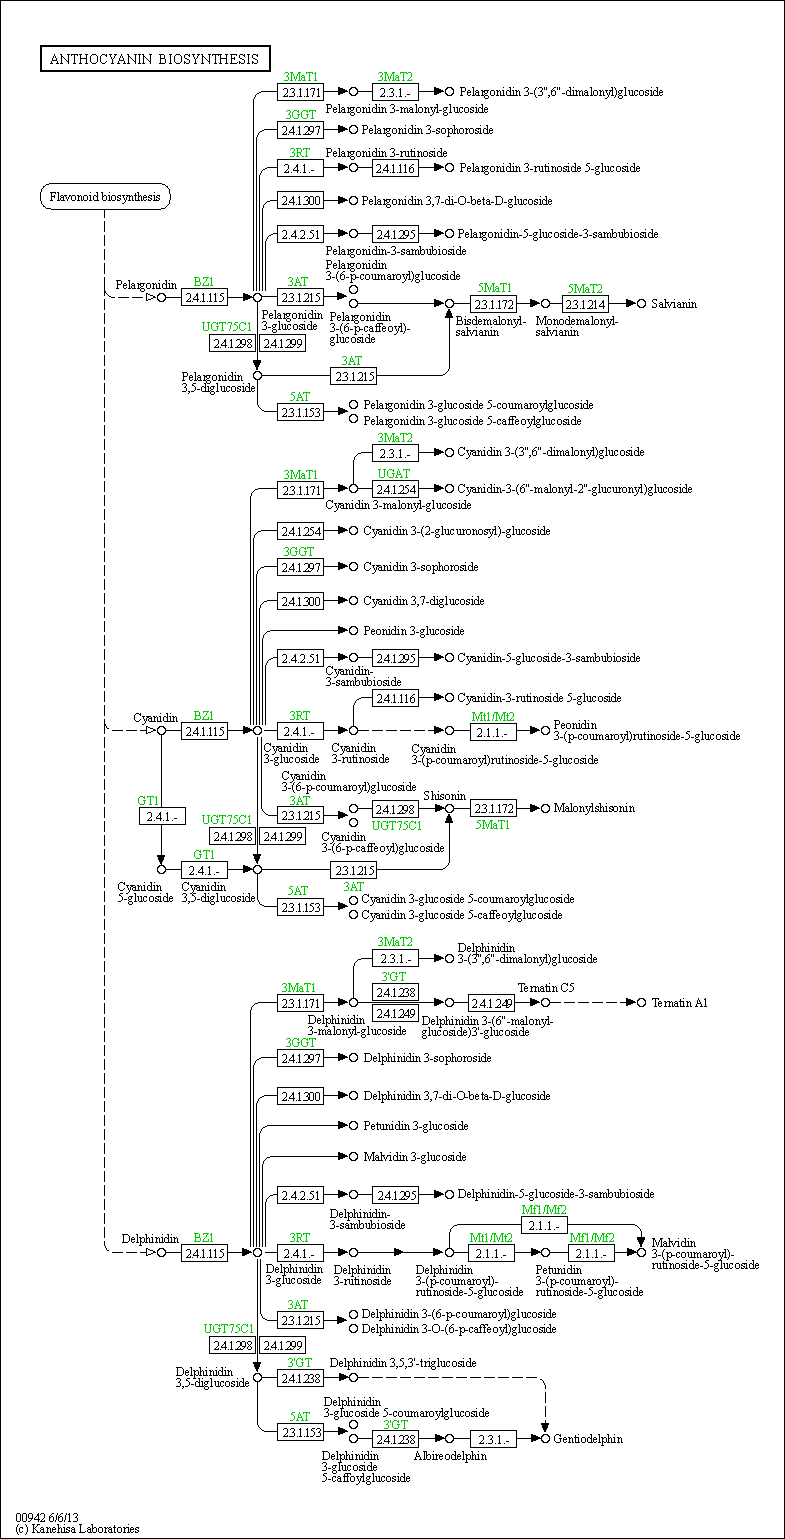 ANTHOCYANIN BIOSYNTHESIS
3MaT1
3MaT2
2.3.1.171
2.3.1.-
Pelargonidin 3-(3",6"-dimalonyl)glucoside
Pelargonidin 3-malonyl-glucoside
3GGT
2.4.1.297
Pelargonidin 3-sophoroside
3RT
Pelargonidin 3-rutinoside
2.4.1.-
2.4.1.116
Pelargonidin 3-rutinoside 5-glucoside
Flavonoid biosynthesis
2.4.1.300
Pelargonidin 3,7-di-O-beta-D-glucoside
2.4.2.51
2.4.1.295
Pelargonidin-5-glucoside-3-sambubioside
Pelargonidin-3-sambubioside
Pelargonidin
3-(6-p-coumaroyl)glucoside
Pelargonidin
BZ1
2.4.1.115
3AT
2.3.1.215
5MaT1
2.3.1.172
5MaT2
2.3.1.214
Salvianin
Pelargonidin
3-glucoside
Pelargonidin
3-(6-p-caffeoyl)-
glucoside
Bisdemalonyl-
salvianin
Monodemalonyl-
salvianin
UGT75C1
2.4.1.298
2.4.1.299
3AT
2.3.1.215
Pelargonidin
3,5-diglucoside
5AT
2.3.1.153
Pelargonidin 3-glucoside 5-coumaroylglucoside
Pelargonidin 3-glucoside 5-caffeoylglucoside
3MaT2
2.3.1.-
Cyanidin 3-(3",6"-dimalonyl)glucoside
3MaT1
2.3.1.171
UGAT
2.4.1.254
Cyanidin-3-(6"-malonyl-2"-glucuronyl)glucoside
Cyanidin 3-malonyl-glucoside
2.4.1.254
Cyanidin 3-(2-glucuronosyl)-glucoside
3GGT
2.4.1.297
Cyanidin 3-sophoroside
2.4.1.300
Cyanidin 3,7-diglucoside
Peonidin 3-glucoside
2.4.2.51
2.4.1.295
Cyanidin-5-glucoside-3-sambubioside
Cyanidin-
3-sambubioside
2.4.1.116
Cyanidin-3-rutinoside 5-glucoside
Cyanidin
BZ1
2.4.1.115
3RT
2.4.1.-
Mt1/Mt2
2.1.1.-
Peonidin
3-(p-coumaroyl)rutinoside-5-glucoside
Cyanidin
3-glucoside
Cyanidin
3-rutinoside
Cyanidin
3-(p-coumaroyl)rutinoside-5-glucoside
Cyanidin
3-(6-p-coumaroyl)glucoside
GT1
2.4.1.-
3AT
2.3.1.215
2.4.1.298
UGT75C1
Shisonin
2.3.1.172
5MaT1
Malonylshisonin
UGT75C1
2.4.1.298
2.4.1.299
Cyanidin
3-(6-p-caffeoyl)glucoside
GT1
2.4.1.-
2.3.1.215
3AT
Cyanidin
5-glucoside
Cyanidin
3,5-diglucoside
5AT
2.3.1.153
Cyanidin 3-glucoside 5-coumaroylglucoside
Cyanidin 3-glucoside 5-caffeoylglucoside
3MaT2
2.3.1.-
Delphinidin
3-(3",6"-dimalonyl)glucoside
3MaT1
2.3.1.171
3'GT
2.4.1.238
2.4.1.249
2.4.1.249
Ternatin C5
Ternatin A1
Delphinidin
3-malonyl-glucoside
Delphinidin 3-(6"-malonyl-
glucoside)3'-glucoside
3GGT
2.4.1.297
Delphinidin 3-sophoroside
2.4.1.300
Delphinidin 3,7-di-O-beta-D-glucoside
Petunidin 3-glucoside
Malvidin 3-glucoside
2.4.2.51
2.4.1.295
Delphinidin-5-glucoside-3-sambubioside
Delphinidin-
3-sambubioside
Mf1/Mf2
2.1.1.-
Delphinidin
BZ1
2.4.1.115
3RT
2.4.1.-
Mt1/Mt2
2.1.1.-
Mf1/Mf2
2.1.1.-
Malvidin
3-(p-coumaroyl)-
rutinoside-5-glucoside
Delphinidin
3-glucoside
Delphinidin
3-rutinoside
Delphinidin
3-(p-coumaroyl)-
rutinoside-5-glucoside
Petunidin
3-(p-coumaroyl)-
rutinoside-5-glucoside
3AT
2.3.1.215
Delphinidin 3-(6-p-coumaroyl)glucoside
Delphinidin 3-O-(6-p-caffeoyl)glucoside
UGT75C1
2.4.1.298
2.4.1.299
Delphinidin
3,5-diglucoside
3'GT
2.4.1.238
Delphinidin 3,5,3'-triglucoside
Delphinidin
3-glucoside 5-coumaroylglucoside
5AT
2.3.1.153
3'GT
2.4.1.238
2.3.1.-
Gentiodelphin
Delphinidin
3-glucoside
5-caffoylglucoside
Albireodelphin
00942 6/6/13
(c) Kanehisa Laboratories